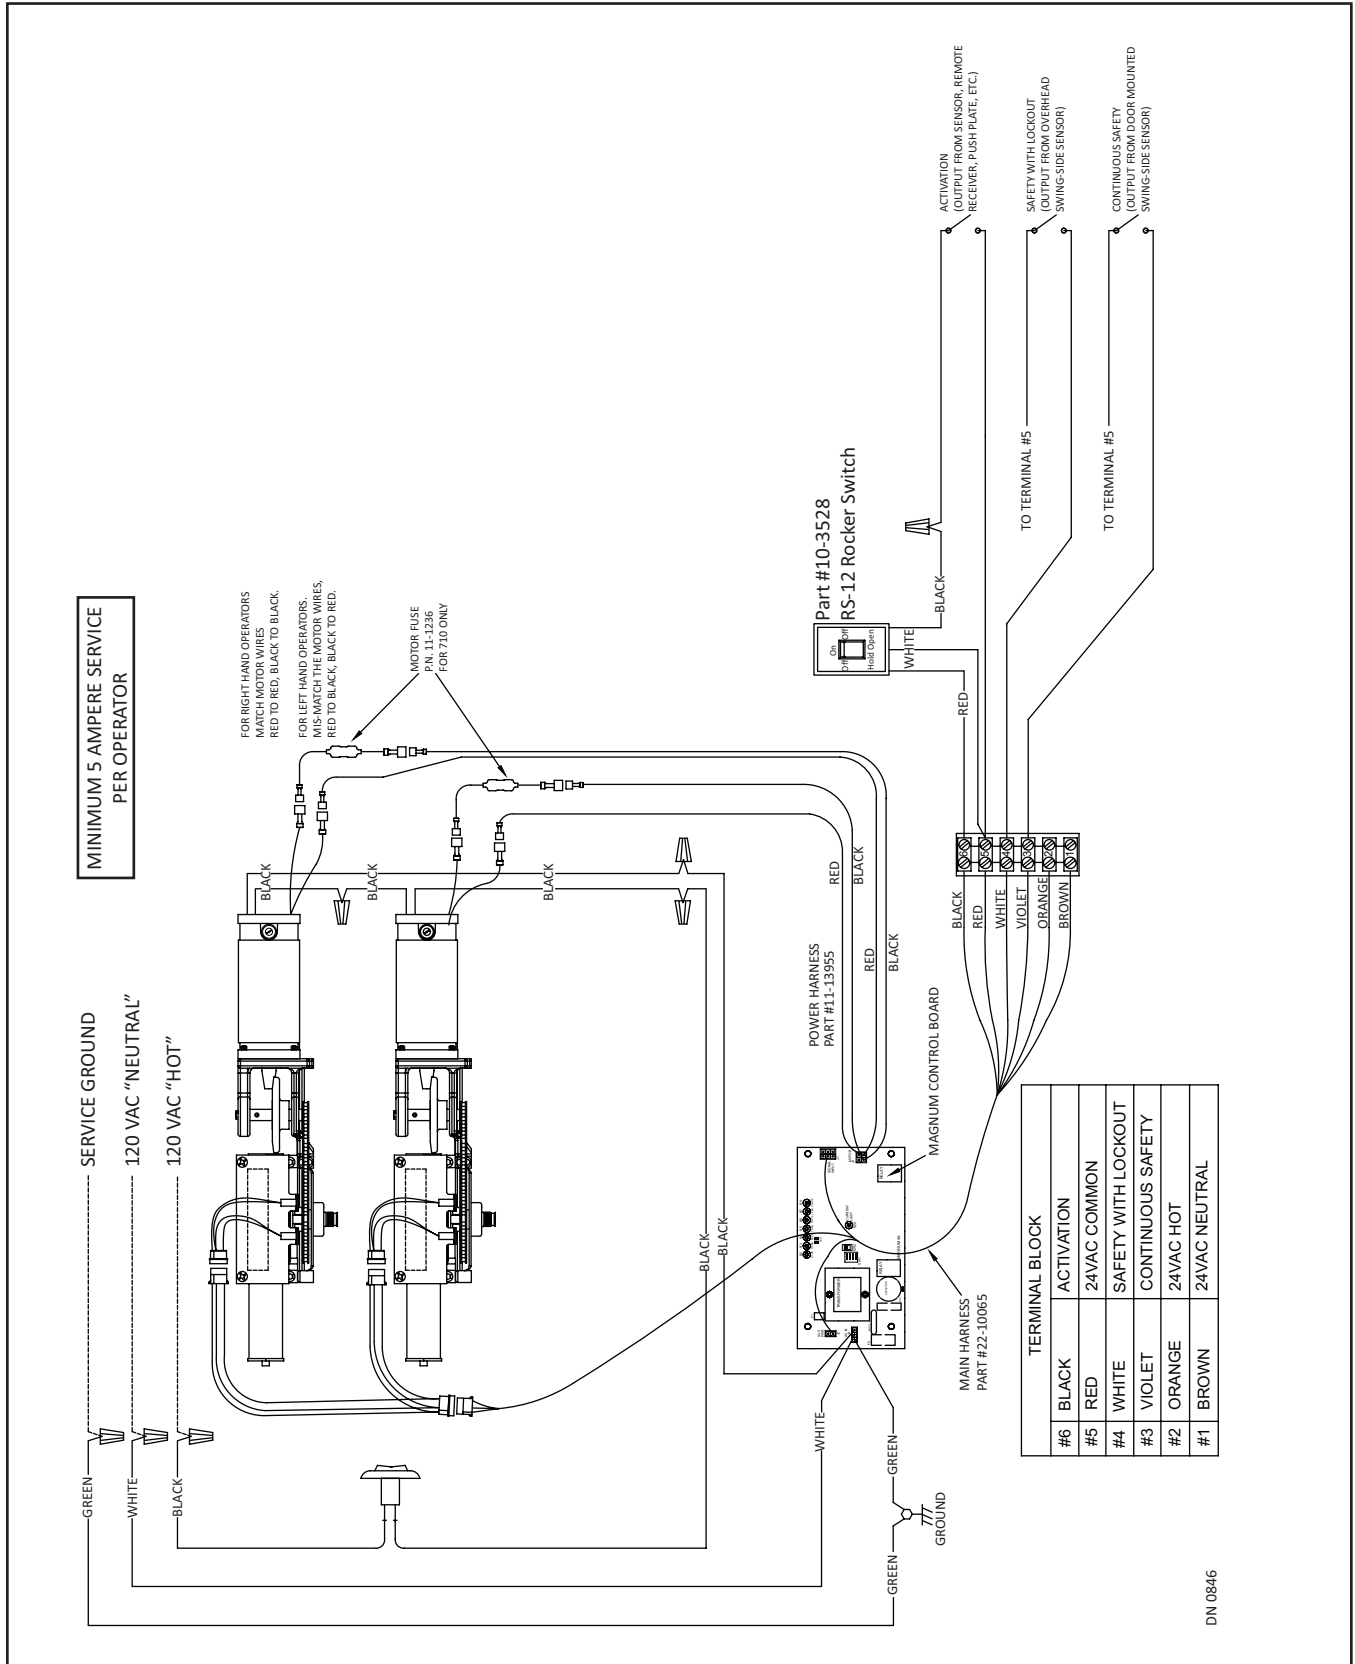 MINIMUM 5 AMPERE SERVICE
PER OPERATOR
SERVICE GROUND
120 VAC “NEUTRAL”
120 VAC “HOT”
GREEN
WHITE
BLACK
FOR RIGHT HAND OPERATORS
MATCH MOTOR WIRES
RED TO RED, BLACK TO BLACK.
FOR LEFT HAND OPERATORS.
MIS-MATCH THE MOTOR WIRES,
RED TO BLACK, BLACK TO RED.
MOTOR FUSE
P.N. 11-1236
FOR 710 ONLY
BLACK
BLACK
BLACK
BLACK
BLACK
WHITE
GREEN
GREEN
GROUND
POWER HARNESS
PART #11-13955
RED
BLACK
RED
BLACK
MAGNUM CONTROL BOARD
TRANSFORMER
MAIN HARNESS
PART #22-10065
Part #10-3528
RS-12 Rocker Switch
On
Off
Off
Hold Open
RED
WHITE
BLACK
ACTIVATION
(OUTPUT FROM SENSOR, REMOTE
RECEIVER, PUSH PLATE, ETC.)
SAFETY WITH LOCKOUT
(OUTPUT FROM OVERHEAD
SWING-SIDE SENSOR)
CONTINUOUS SAFETY
(OUTPUT FROM DOOR MOUNTED
SWING-SIDE SENSOR)
TO TERMINAL #5
TO TERMINAL #5
BLACK
RED
WHITE
VIOLET
ORANGE
BROWN
6
5
4
3
2
1
TERMINAL BLOCK
#6 BLACK ACTIVATION
#5 RED 24VAC COMMON
#4 WHITE SAFETY WITH LOCKOUT
#3 VIOLET CONTINUOUS SAFETY
#2 ORANGE 24VAC HOT
#1 BROWN 24VAC NEUTRAL
DN 0846